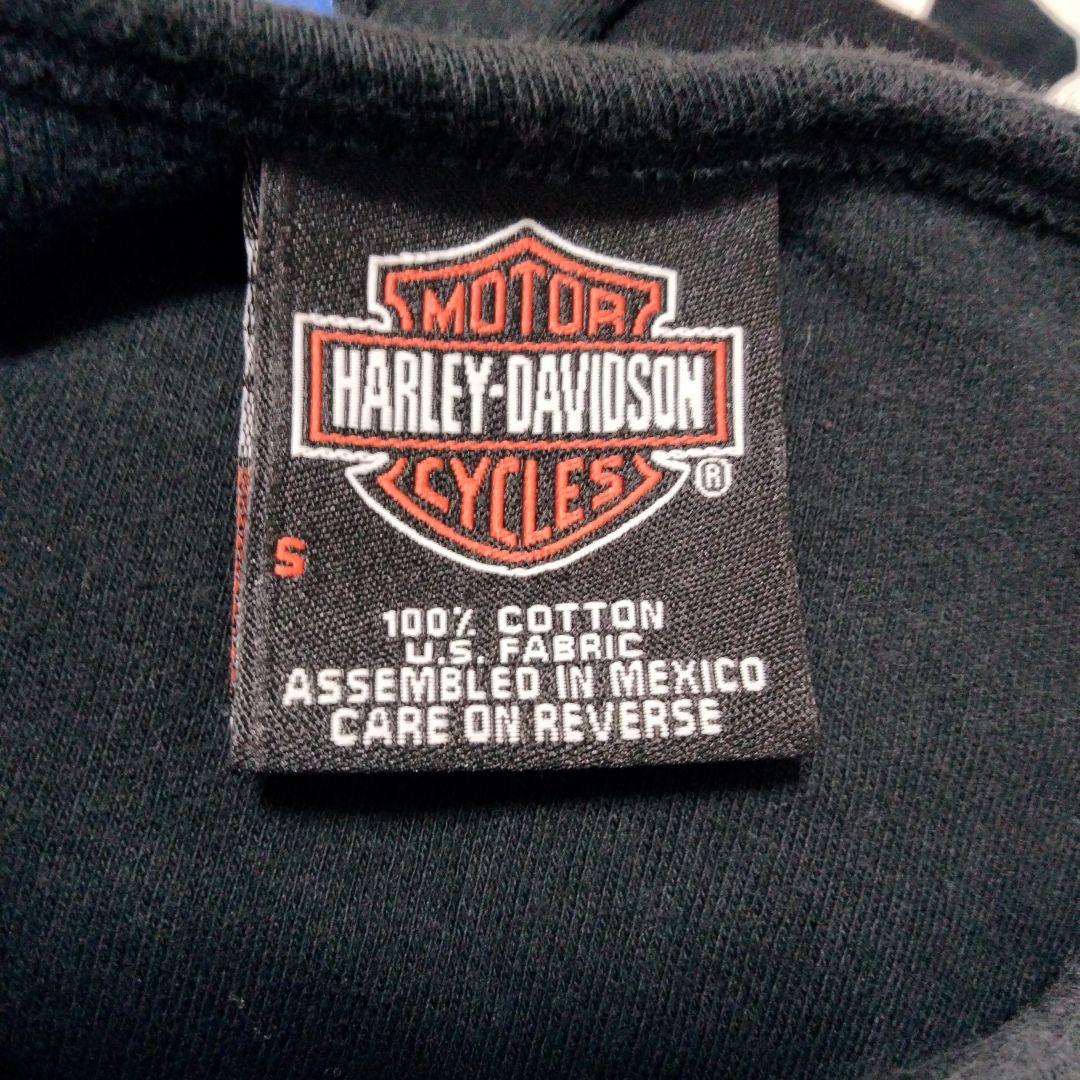 MOTOR
HARLEY-DAVIDSON
CYCLES
®
S
100% COTTON
U.S. FABRIC
ASSEMBLED IN MEXICO
CARE ON REVERSE